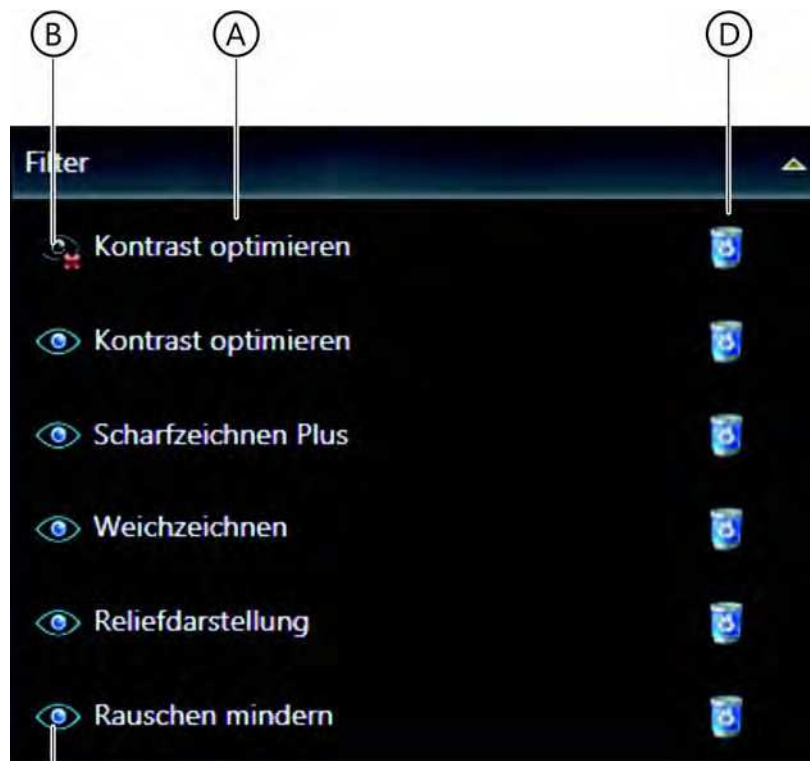 B A D
Filter
Kontrast optimieren
Kontrast optimieren
Scharfzeichnen Plus
Weichzeichnen
Reliefdarstellung
Rauschen mindern